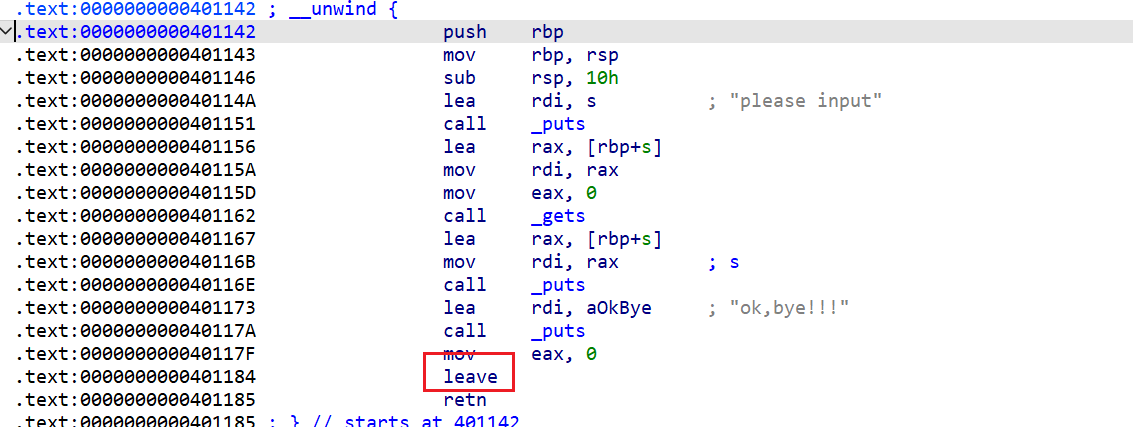 .text:0000000000401142 ; __unwind {
.text:0000000000401142 push rbp
.text:0000000000401143 mov rbp, rsp
.text:0000000000401146 sub rsp, 10h
.text:000000000040114A lea rdi, s ; "please input"
.text:0000000000401151 call _puts
.text:0000000000401156 lea rax, [rbp+s]
.text:000000000040115A mov rdi, rax
.text:000000000040115D mov eax, 0
.text:0000000000401162 call _gets
.text:0000000000401167 lea rax, [rbp+s]
.text:000000000040116B mov rdi, rax ; s
.text:000000000040116E call _puts
.text:0000000000401173 lea rdi, aOkBye ; "ok,bye!!!"
.text:000000000040117A call _puts
.text:000000000040117F mov eax, 0
.text:0000000000401184 leave
.text:0000000000401185 retn
.text:0000000000401185 ; } // starts at 401142